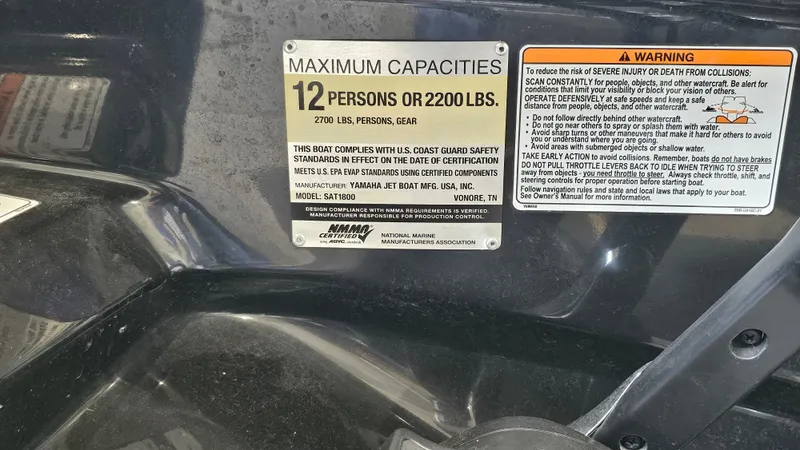 MAXIMUM CAPACITIES
12 PERSONS OR 2200 LBS.
2700 LBS, PERSONS, GEAR
THIS BOAT COMPLIES WITH U.S. COAST GUARD SAFETY
STANDARDS IN EFFECT ON THE DATE OF CERTIFICATION
MEETS U.S. EPA EVAP STANDARDS USING CERTIFIED COMPONENTS
MANUFACTURER: YAMAHA JET BOAT MFG. USA, INC.
MODEL: SAT1800 VONORE, TN
DESIGN COMPLIANCE WITH NMMA REQUIREMENTS IS VERIFIED.
MANUFACTURER RESPONSIBLE FOR PRODUCTION CONTROL.
NMMA
CERTIFIED
NATIONAL MARINE
MANUFACTURERS ASSOCIATION
WARNING
To reduce the risk of SEVERE INJURY OR DEATH FROM COLLISIONS:
SCAN CONSTANTLY for people, objects, and other watercraft. Be alert for
conditions that limit your visibility or block your vision of others.
OPERATE DEFENSIVELY at safe speeds and keep a safe
distance from people, objects, and other watercraft.
• Do not follow directly behind other watercraft.
• Do not go near others to spray or splash them with water.
• Avoid sharp turns or other maneuvers that make it hard for others to avoid
you or understand where you are going.
• Avoid areas with submerged objects or shallow water.
TAKE EARLY ACTION to avoid collisions. Remember, boats do not have brakes
DO NOT PULL THROTTLE LEVERS BACK TO IDLE WHEN TRYING TO STEER
away from objects - you need throttle to steer. Always check throttle, shift, and
steering controls for proper operation before starting boat.
Follow navigation rules and state and local laws that apply to your boat.
See Owner's Manual for more information.
YAMAHA